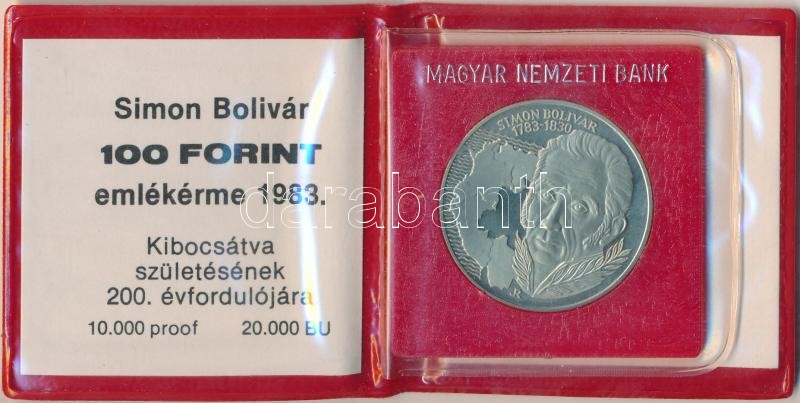 Simon Bolivár
100 FORINT
emlékérme 1983.
Kibocsátva
születésének
200. évfordulójára
10.000 proof 20.000 BU
MAGYAR NEMZETI BANK
SIMON BOLIVAR
1783-1830
darabanth